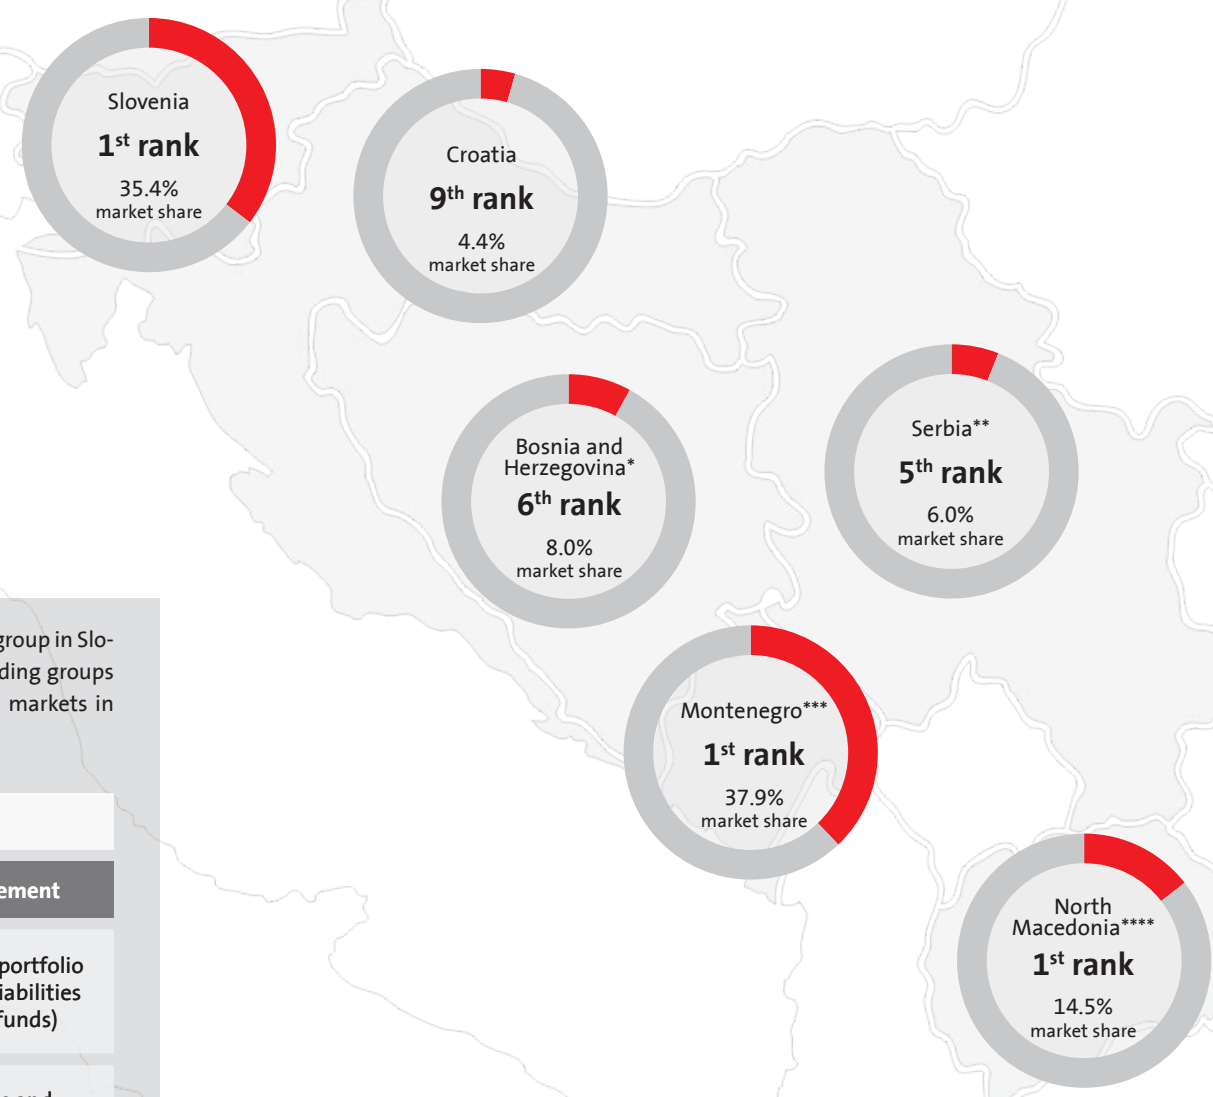 Slovenia
1st rank
35.4%
market share
Croatia
9th rank
4.4%
market share
Bosnia and
Herzegovina*
6th rank
8.0%
market share
Serbia**
5th rank
6.0%
market share
Montenegro***
1st rank
37.9%
market share
North
Macedonia****
1st rank
14.5%
market share
group in Slo-
ding groups
markets in
ement
portfolio
iabilities
funds)